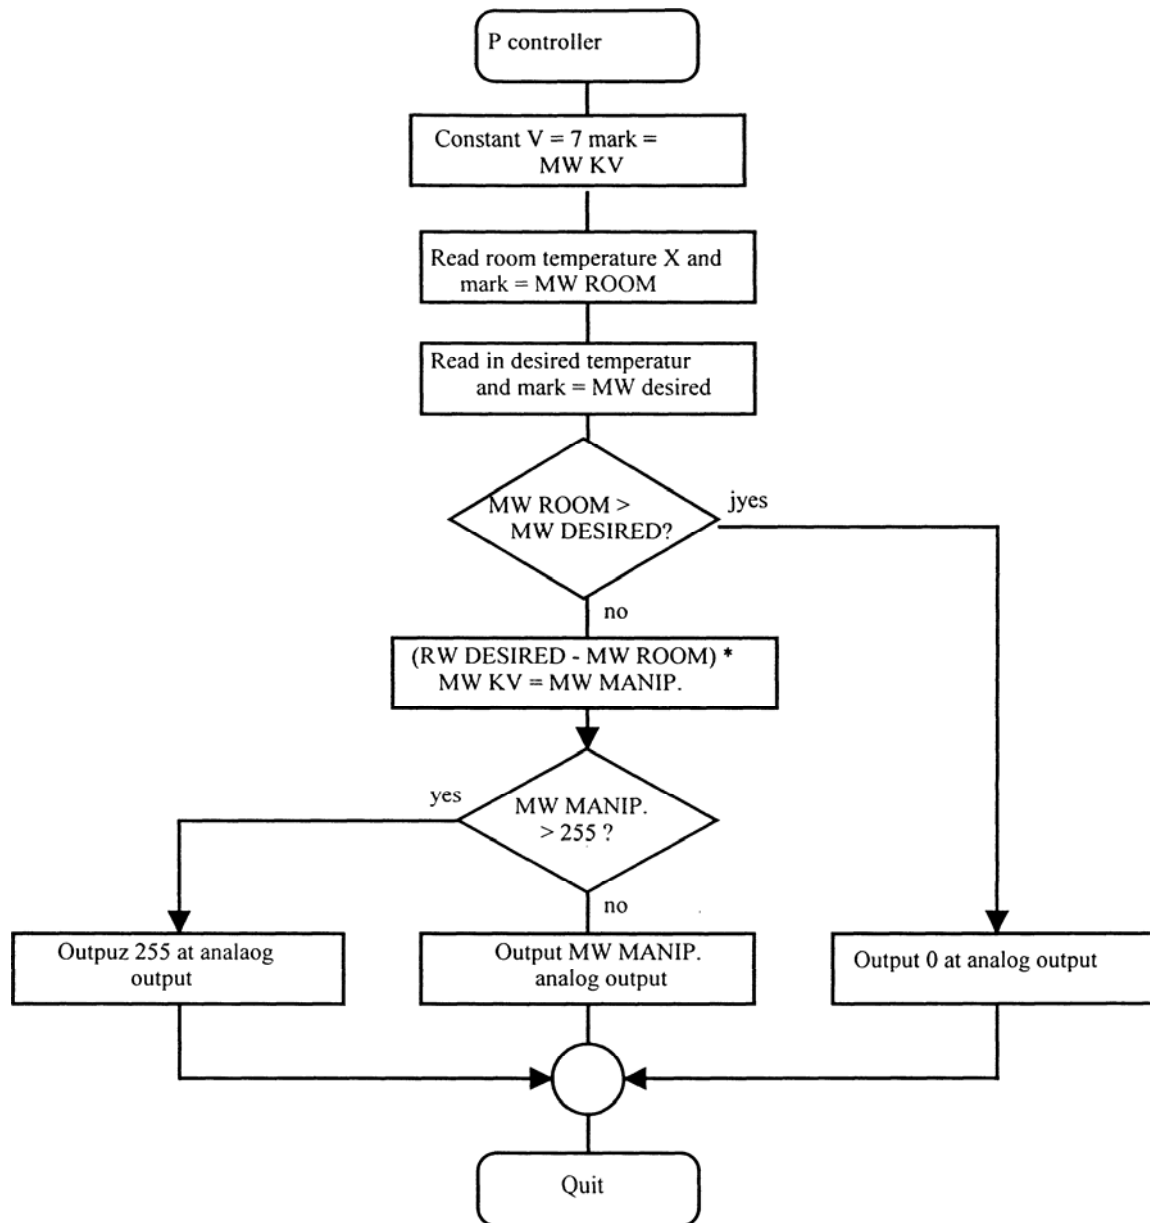 P controller
Constant V = 7 mark =
MW KV
Read room temperature X and
mark = MW ROOM
Read in desired temperatur
and mark = MW desired
MW ROOM >
MW DESIRED?
jyes
no
(RW DESIRED - MW ROOM) *
MW KV = MW MANIP.
yes
MW MANIP.
> 255 ?
no
Outpuz 255 at analaog
output
Output MW MANIP.
analog output
Output 0 at analog output
Quit